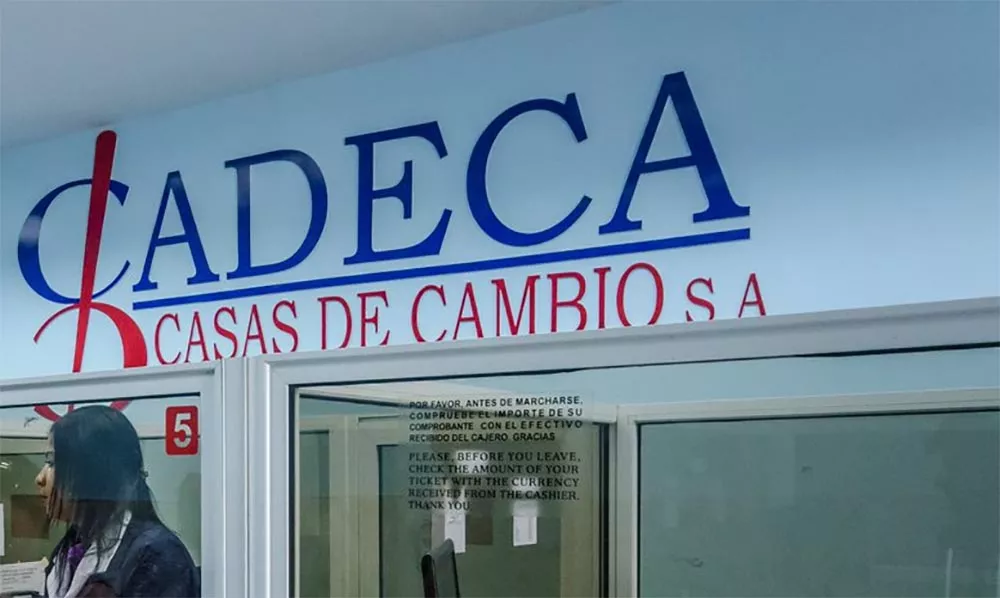 CADECA
CASAS DE CAMBIO S A
5
POR FAVOR, ANTES DE MARCHARSE,
COMPRUEBE EL IMPORTE DE SU
COMPROBANTE CON EL EFECTIVO
RECIBIDO DEL CAJERO. GRACIAS
PLEASE, BEFORE YOU LEAVE,
CHECK THE AMOUNT OF YOUR
TICKET WITH THE CURRENCY
RECEIVED FROM THE CASHIER.
THANK YOU.